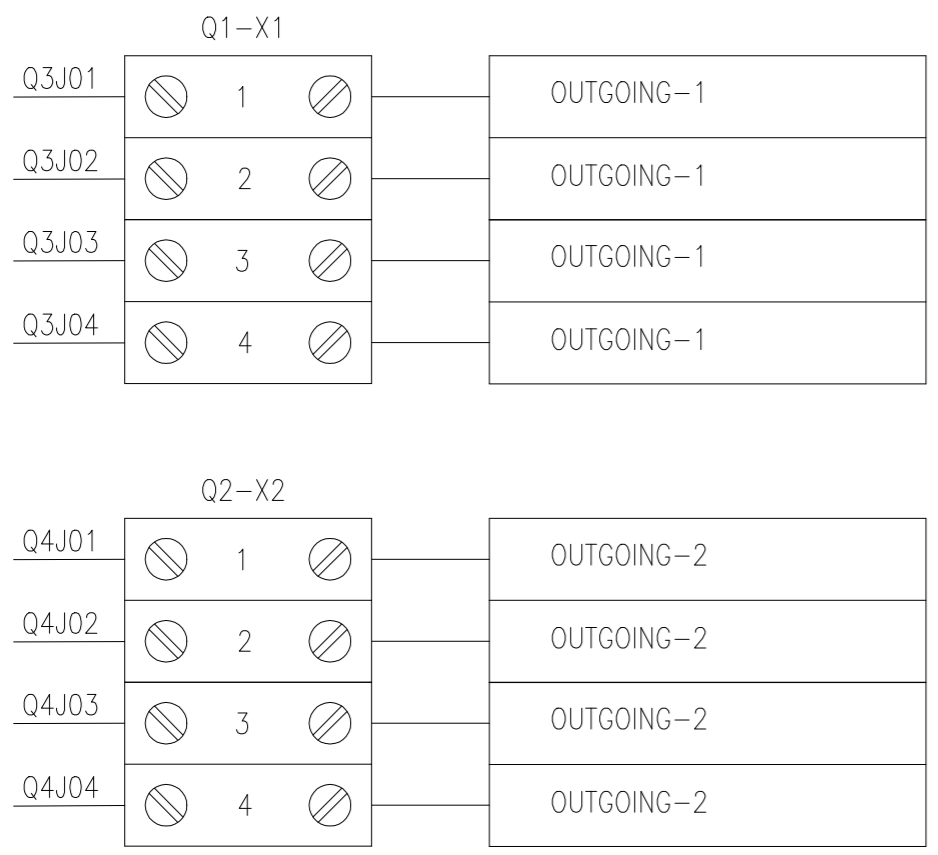 Q1-X1
Q3J01 1 OUTGOING-1
Q3J02 2 OUTGOING-1
Q3J03 3 OUTGOING-1
Q3J04 4 OUTGOING-1
Q2-X2
Q4J01 1 OUTGOING-2
Q4J02 2 OUTGOING-2
Q4J03 3 OUTGOING-2
Q4J04 4 OUTGOING-2